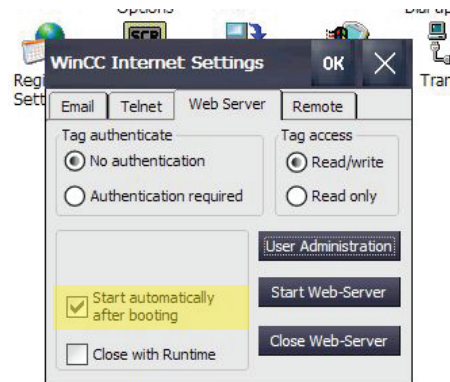 Options
SCR
WinCC Internet Settings OK
Regi
Sett
Tran
Email Telnet Web Server Remote
Tag authenticate
No authentication
Authentication required
Tag access
Read/write
Read only
User Administration
Start automatically
after booting
Start Web-Server
Close with Runtime
Close Web-Server